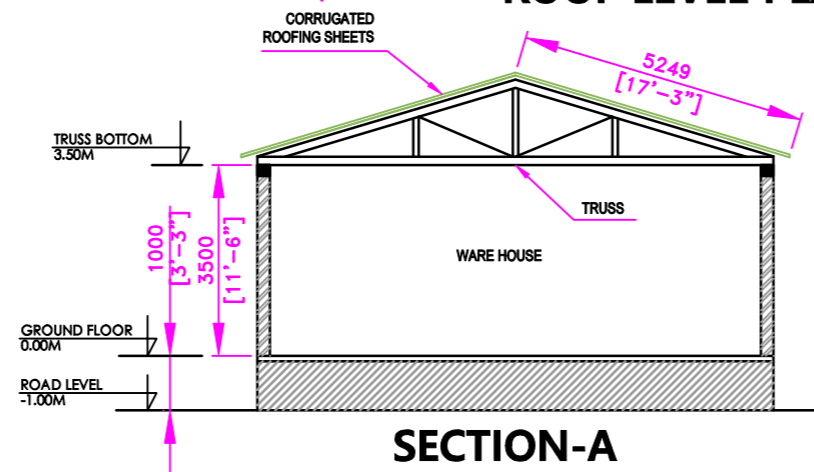 CORRUGATED
ROOFING SHEETS
5249
[17'-3"]
TRUSS BOTTOM
3.50M
TRUSS
1000
[3'-3"]
3500
[11'-6"]
WARE HOUSE
GROUND FLOOR
0.00M
ROAD LEVEL
-1.00M
SECTION-A